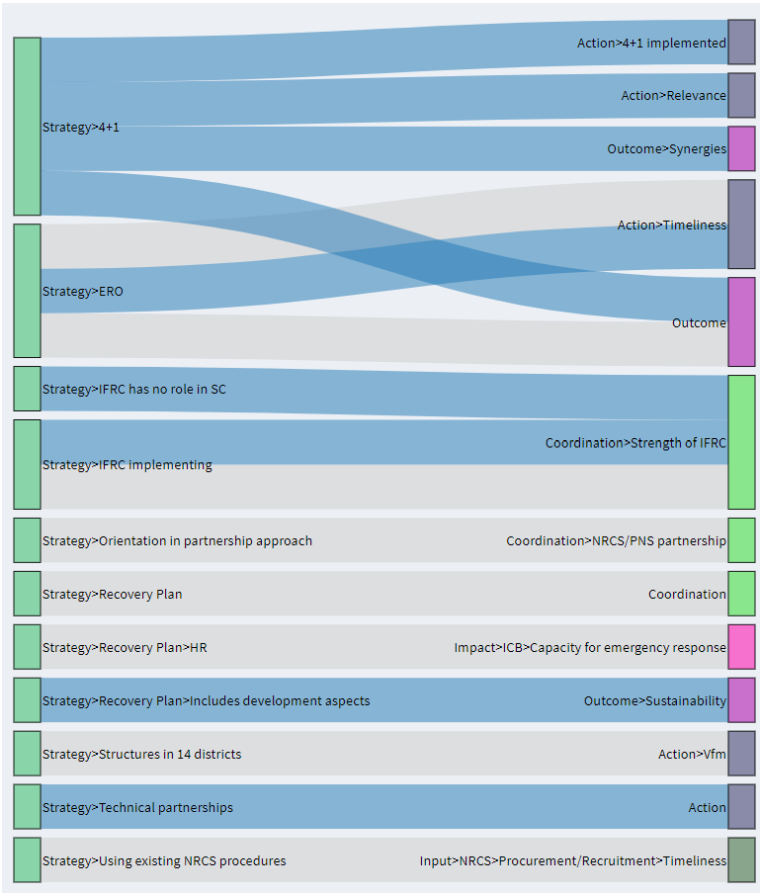 Action>4+1 implemented
Action>Relevance
Strategy>4+1
Outcome>Synergies
Action>Timeliness
Strategy>ERO
Outcome
Strategy>IFRC has no role in SC
Coordination>Strength of IFRC
Strategy>IFRC implementing
Strategy>Orientation in partnership approach
Coordination>NRCS/PNS partnership
Strategy>Recovery Plan
Coordination
Strategy>Recovery Plan>HR
Impact>ICB>Capacity for emergency response
Strategy>Recovery Plan>Includes development aspects
Outcome>Sustainability
Strategy>Structures in 14 districts
Action>Vfm
Strategy>Technical partnerships
Action
Strategy>Using existing NRCS procedures
Input>NRCS>Procurement/Recruitment>Timeliness